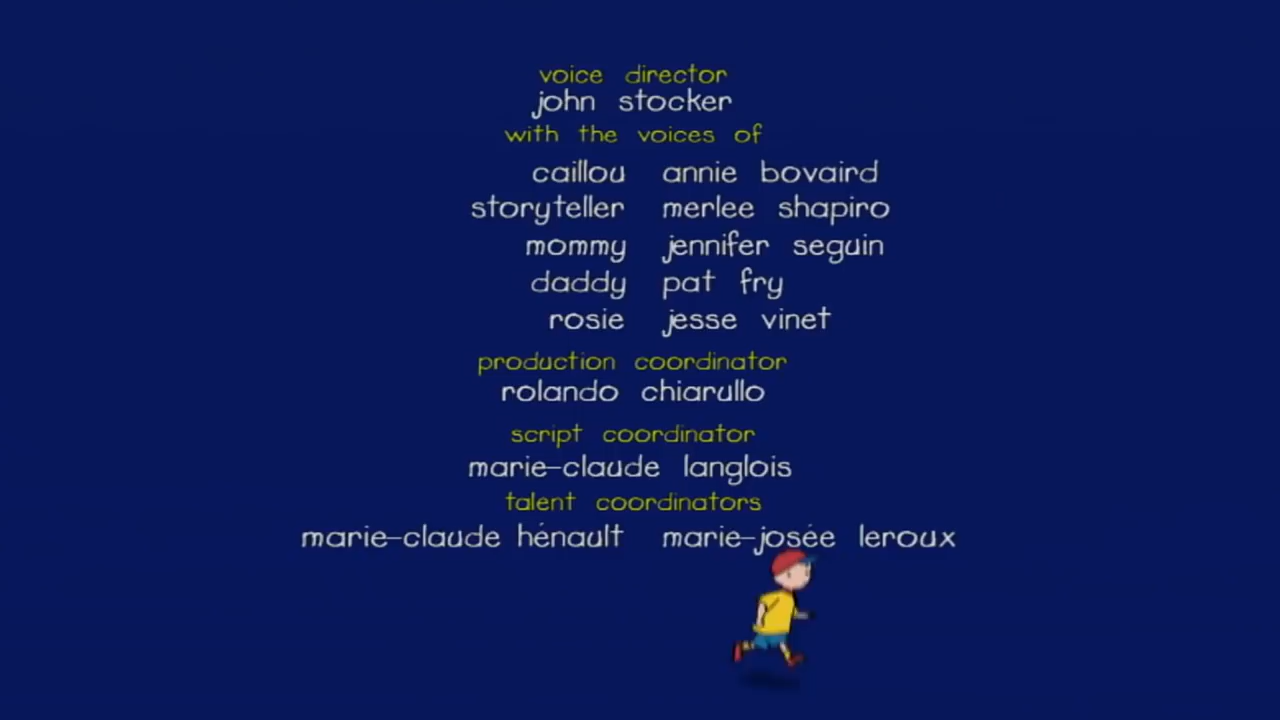 voice director
john stocker
with the voices of
caillou annie bovaird
storyteller merlee shapiro
mommy jennifer seguin
daddy pat fry
rosie jesse vinet
production coordinator
rolando chiarullo
script coordinator
marie-claude langlois
talent coordinators
marie-claude hénault marie-josée leroux